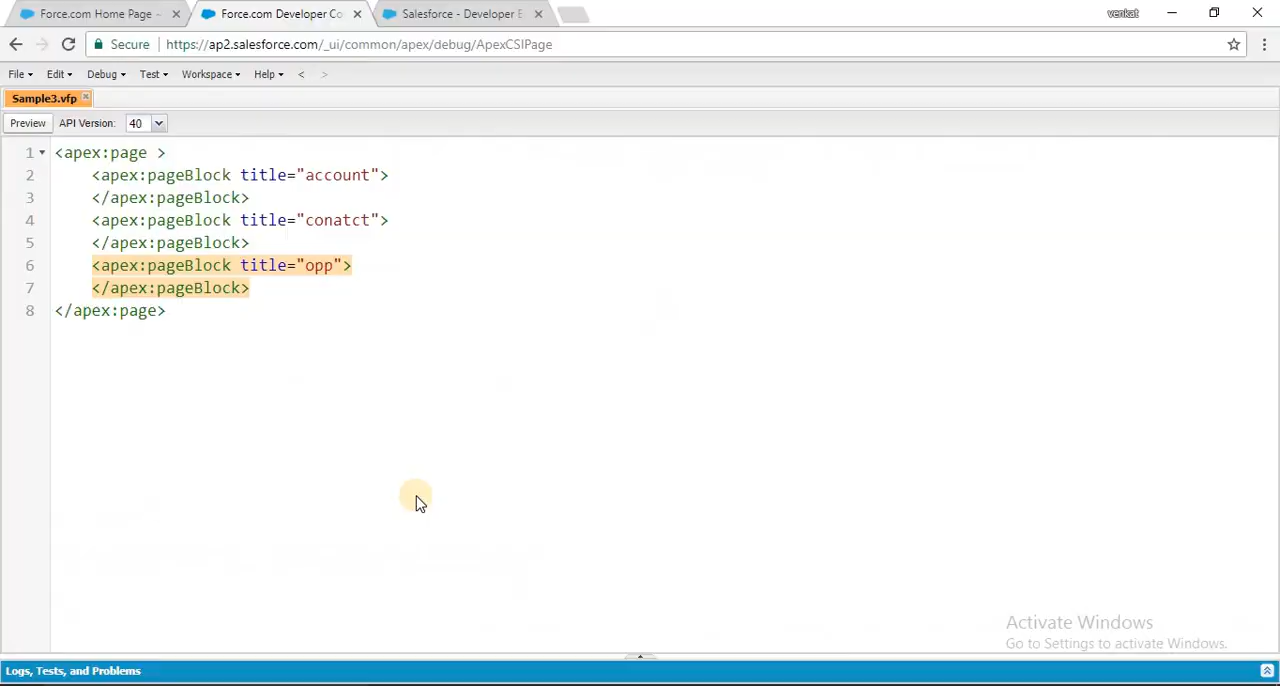 Force.com Home Page -
Force.com Developer Co
Salesforce - Developer E
venkat
Secure https://ap2.salesforce.com/_ui/common/apex/debug/ApexCSIPage
File Edit Debug Test Workspace Help < >
Sample3.vfp
Preview API Version: 40
1 <apex:page >
2 <apex:pageBlock title="account">
3 </apex:pageBlock>
4 <apex:pageBlock title="conatct">
5 </apex:pageBlock>
6 <apex:pageBlock title="opp">
7 </apex:pageBlock>
8 </apex:page>
Activate Windows
Go to Settings to activate Windows.
Logs, Tests, and Problems